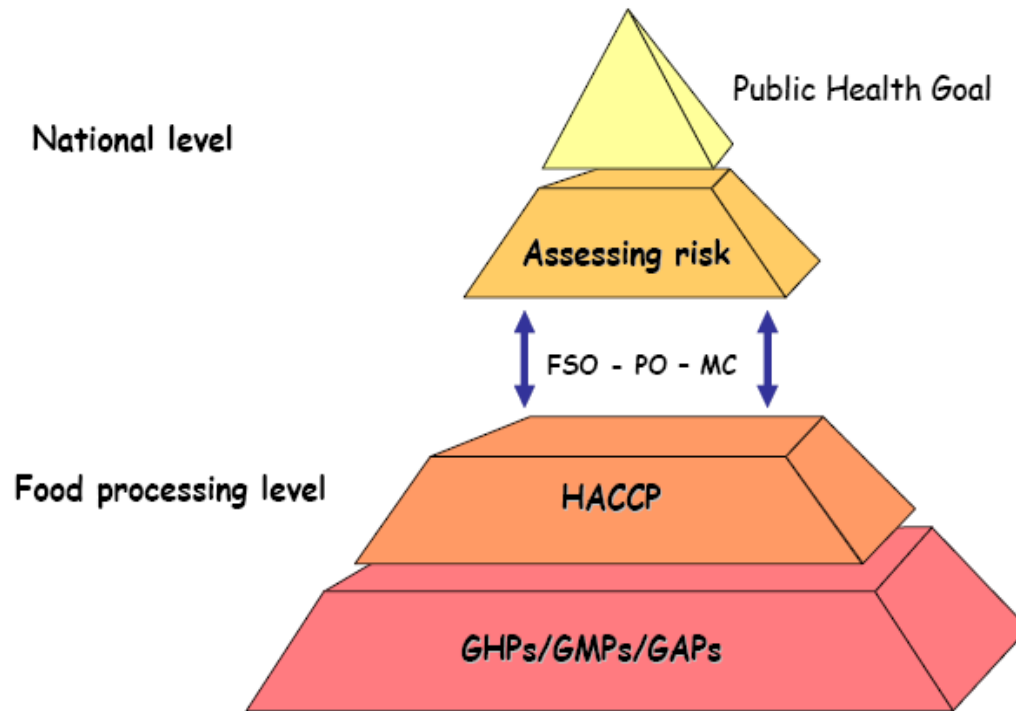 Public Health Goal
National level
Assessing risk
FSO - PO – MC
Food processing level
HACCP
GHPs/GMPs/GAPs